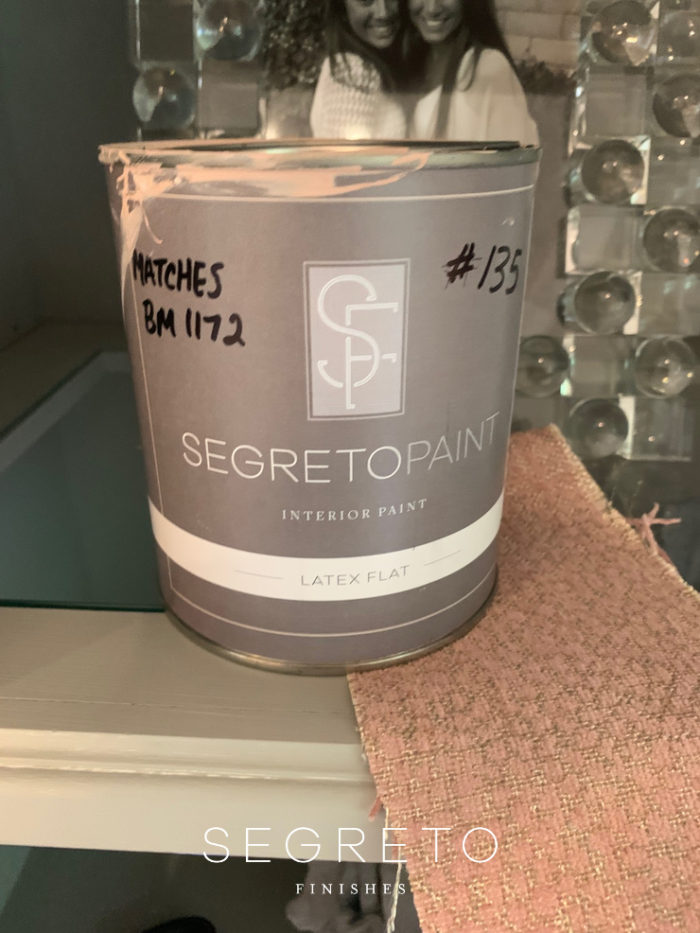 MATCHES
BM 1172
#135
SF
SEGRETOPAINT
INTERIOR PAINT
LATEX FLAT
SEGRETO
FINISHES